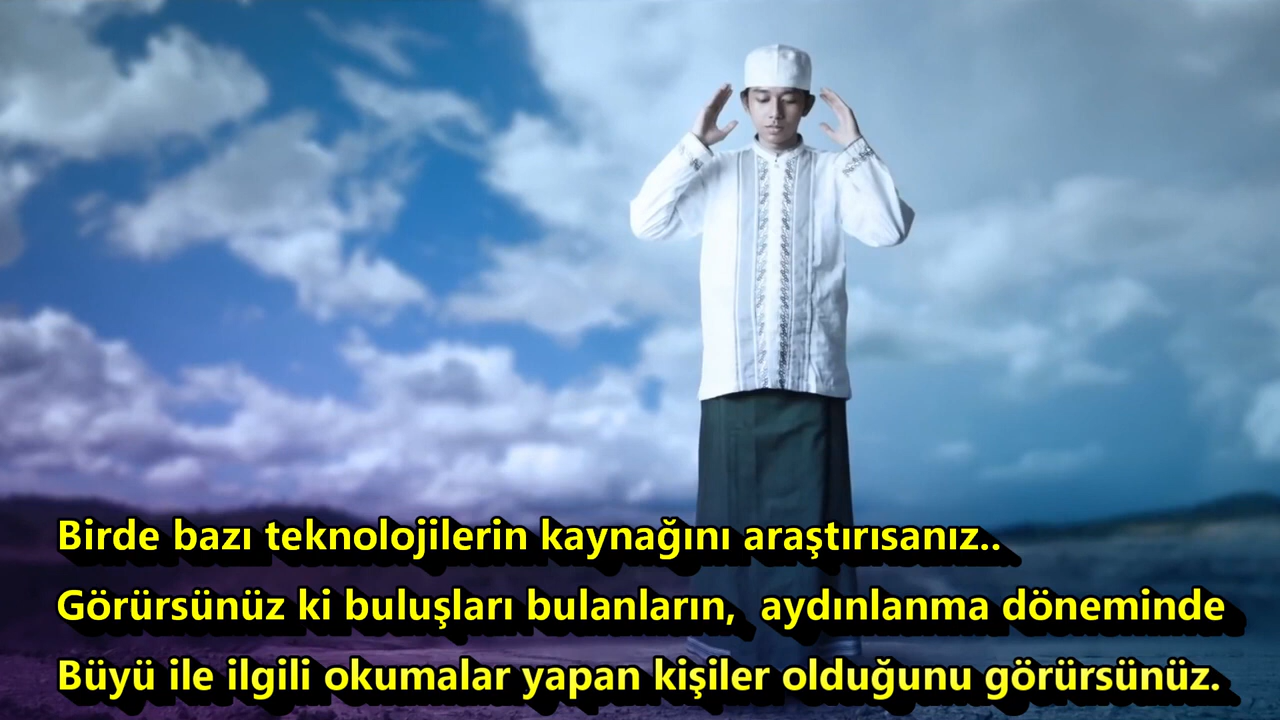 Birde bazı teknolojilerin kaynağını araştırısanız..
Görürsünüz ki buluşları bulanların, aydınlanma döneminde
Büyü ile ilgili okumalar yapan kişiler olduğunu görürsünüz.